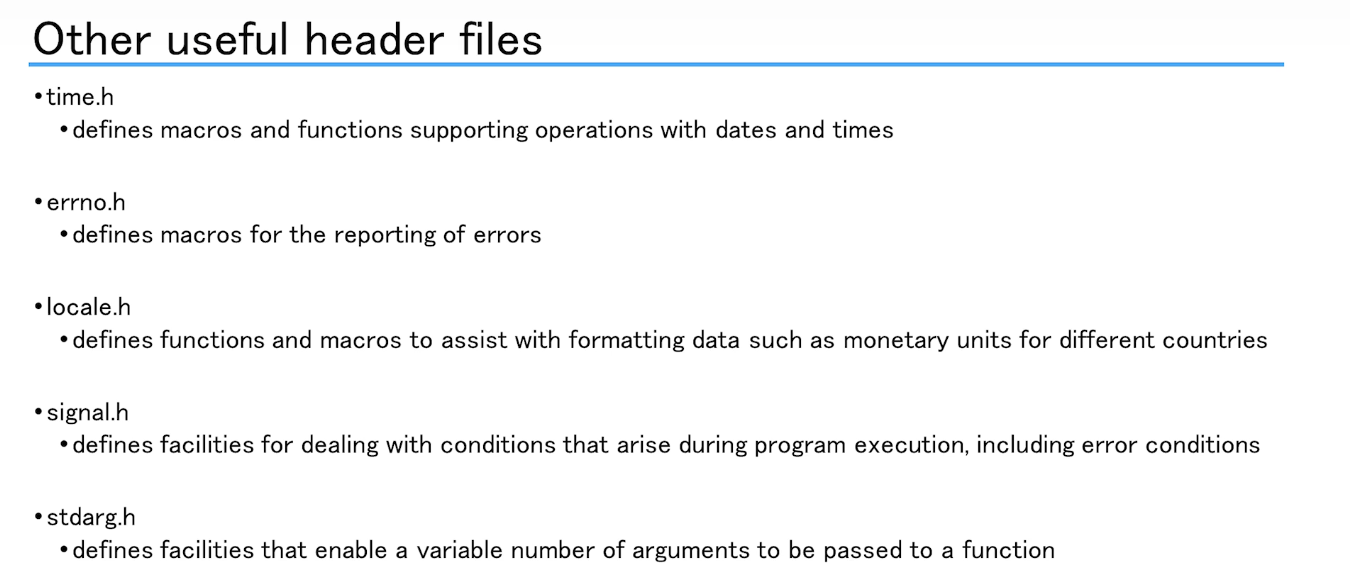 Other useful header files
•time.h
•defines macros and functions supporting operations with dates and times
•errno.h
•defines macros for the reporting of errors
•locale.h
•defines functions and macros to assist with formatting data such as monetary units for different countries
•signal.h
•defines facilities for dealing with conditions that arise during program execution, including error conditions
•stdarg.h
•defines facilities that enable a variable number of arguments to be passed to a function